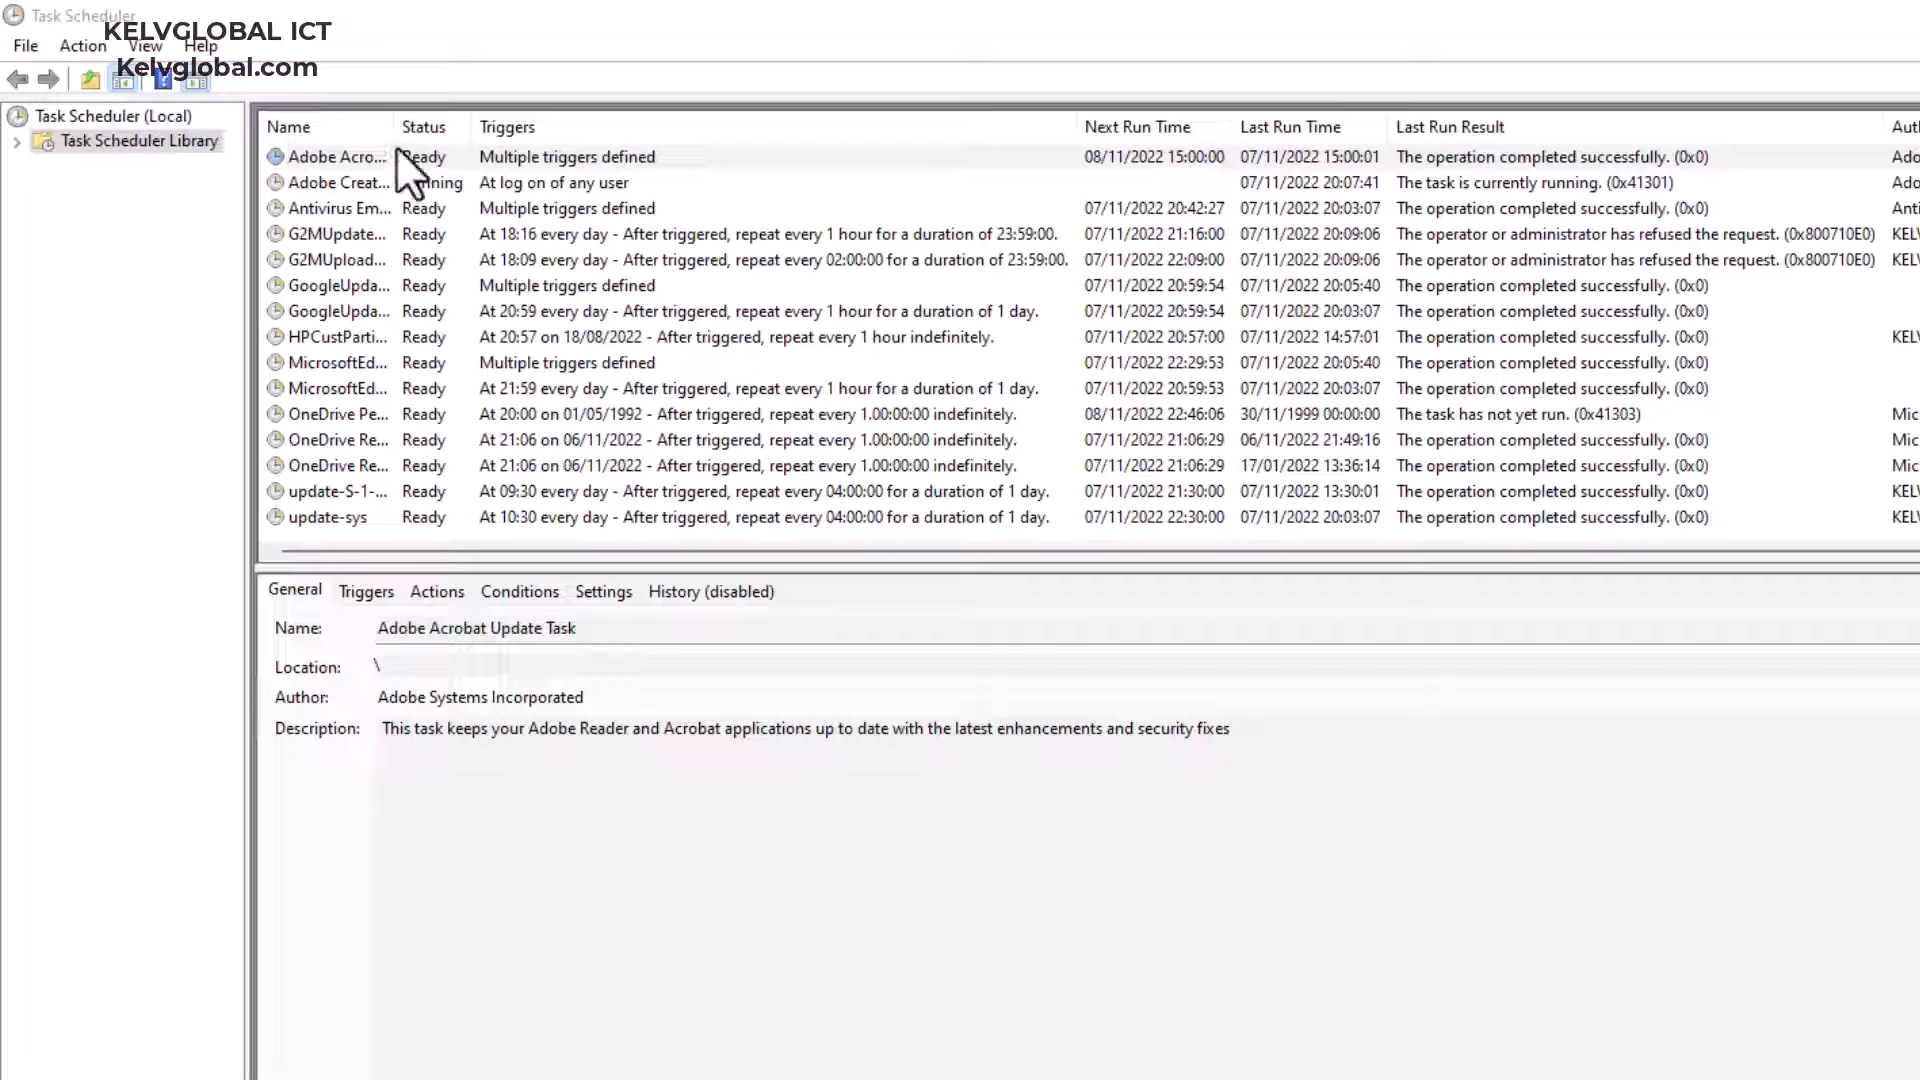 Task Scheduler
KELVGLOBAL ICT
File Action View Help
Kelvglobal.com
Task Scheduler (Local)
Task Scheduler Library
Name Status Triggers Next Run Time Last Run Time Last Run Result
Adobe Acro... Ready Multiple triggers defined 08/11/2022 15:00:00 07/11/2022 15:00:01 The operation completed successfully. (0x0) Ado
Adobe Creat... At log on of any user 07/11/2022 20:07:41 The task is currently running. (0x41301) Ado
Antivirus Em... Ready Multiple triggers defined 07/11/2022 20:42:27 07/11/2022 20:03:07 The operation completed successfully. (0x0) Anti
G2MUpdate... Ready At 18:16 every day - After triggered, repeat every 1 hour for a duration of 23:59:00. 07/11/2022 21:16:00 07/11/2022 20:09:06 The operator or administrator has refused the request. (0x800710E0) KEL
G2MUpload... Ready At 18:09 every day - After triggered, repeat every 02:00:00 for a duration of 23:59:00. 07/11/2022 22:09:00 07/11/2022 20:09:06 The operator or administrator has refused the request. (0x800710E0) KEL
GoogleUpda... Ready Multiple triggers defined 07/11/2022 20:59:54 07/11/2022 20:05:40 The operation completed successfully. (0x0)
GoogleUpda... Ready At 20:59 every day - After triggered, repeat every 1 hour for a duration of 1 day. 07/11/2022 20:59:54 07/11/2022 20:03:07 The operation completed successfully. (0x0)
HPCustParti... Ready At 20:57 on 18/08/2022 - After triggered, repeat every 1 hour indefinitely. 07/11/2022 20:57:00 07/11/2022 14:57:01 The operation completed successfully. (0x0) KEL
MicrosoftEd... Ready Multiple triggers defined 07/11/2022 22:29:53 07/11/2022 20:05:40 The operation completed successfully. (0x0)
MicrosoftEd... Ready At 21:59 every day - After triggered, repeat every 1 hour for a duration of 1 day. 07/11/2022 20:59:53 07/11/2022 20:03:07 The operation completed successfully. (0x0)
OneDrive Pe... Ready At 20:00 on 01/05/1992 - After triggered, repeat every 1.00:00:00 indefinitely. 08/11/2022 22:46:06 30/11/1999 00:00:00 The task has not yet run. (0x41303) Mic
OneDrive Re... Ready At 21:06 on 06/11/2022 - After triggered, repeat every 1.00:00:00 indefinitely. 07/11/2022 21:06:29 06/11/2022 21:49:16 The operation completed successfully. (0x0) Mic
OneDrive Re... Ready At 21:06 on 06/11/2022 - After triggered, repeat every 1.00:00:00 indefinitely. 07/11/2022 21:06:29 17/01/2022 13:36:14 The operation completed successfully. (0x0) Mic
update-S-1-... Ready At 09:30 every day - After triggered, repeat every 04:00:00 for a duration of 1 day. 07/11/2022 21:30:00 07/11/2022 13:30:01 The operation completed successfully. (0x0) KEL
update-sys Ready At 10:30 every day - After triggered, repeat every 04:00:00 for a duration of 1 day. 07/11/2022 22:30:00 07/11/2022 20:03:07 The operation completed successfully. (0x0) KEL
General Triggers Actions Conditions Settings History (disabled)
Name: Adobe Acrobat Update Task
Location: \
Author: Adobe Systems Incorporated
Description: This task keeps your Adobe Reader and Acrobat applications up to date with the latest enhancements and security fixes